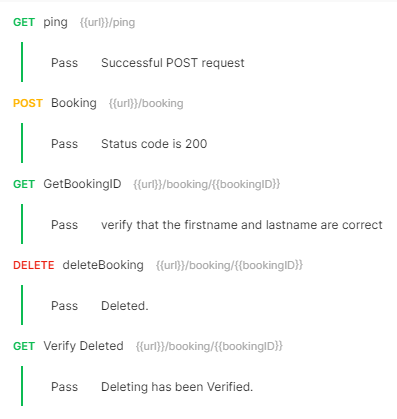 GET ping {{url}}/ping
Pass Successful POST request
POST Booking {{url}}/booking
Pass Status code is 200
GET GetBookingID {{url}}/booking/{{bookingID}}
Pass verify that the firstname and lastname are correct
DELETE deleteBooking {{url}}/booking/{{bookingID}}
Pass Deleted.
GET Verify Deleted {{url}}/booking/{{bookingID}}
Pass Deleting has been Verified.